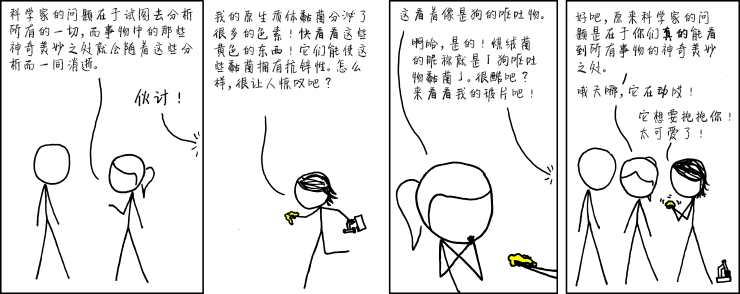 科学家的问题在于试图去分析
所有的一切,而事物中的那些
神奇美妙之处就会随着这些分
析而一同消逝。
伙计!
我的原生质体黏菌分泌了
很多的色素!快看看这些
黄色的东西!它们能使这
些黏菌拥有抗锌性。怎么
样,很让人惊叹吧?
这看着像是狗的呕吐物。
啊哈,是的!煤绒菌
的昵称就是「狗呕吐
物黏菌」。很酷吧?
来看看我的玻片吧!
好吧,原来科学家的问
题是在于你们真的能看
到所有事物的神奇美妙
之处。
哦天哪,它在动哎!
它想要抱抱你!
太可爱了!